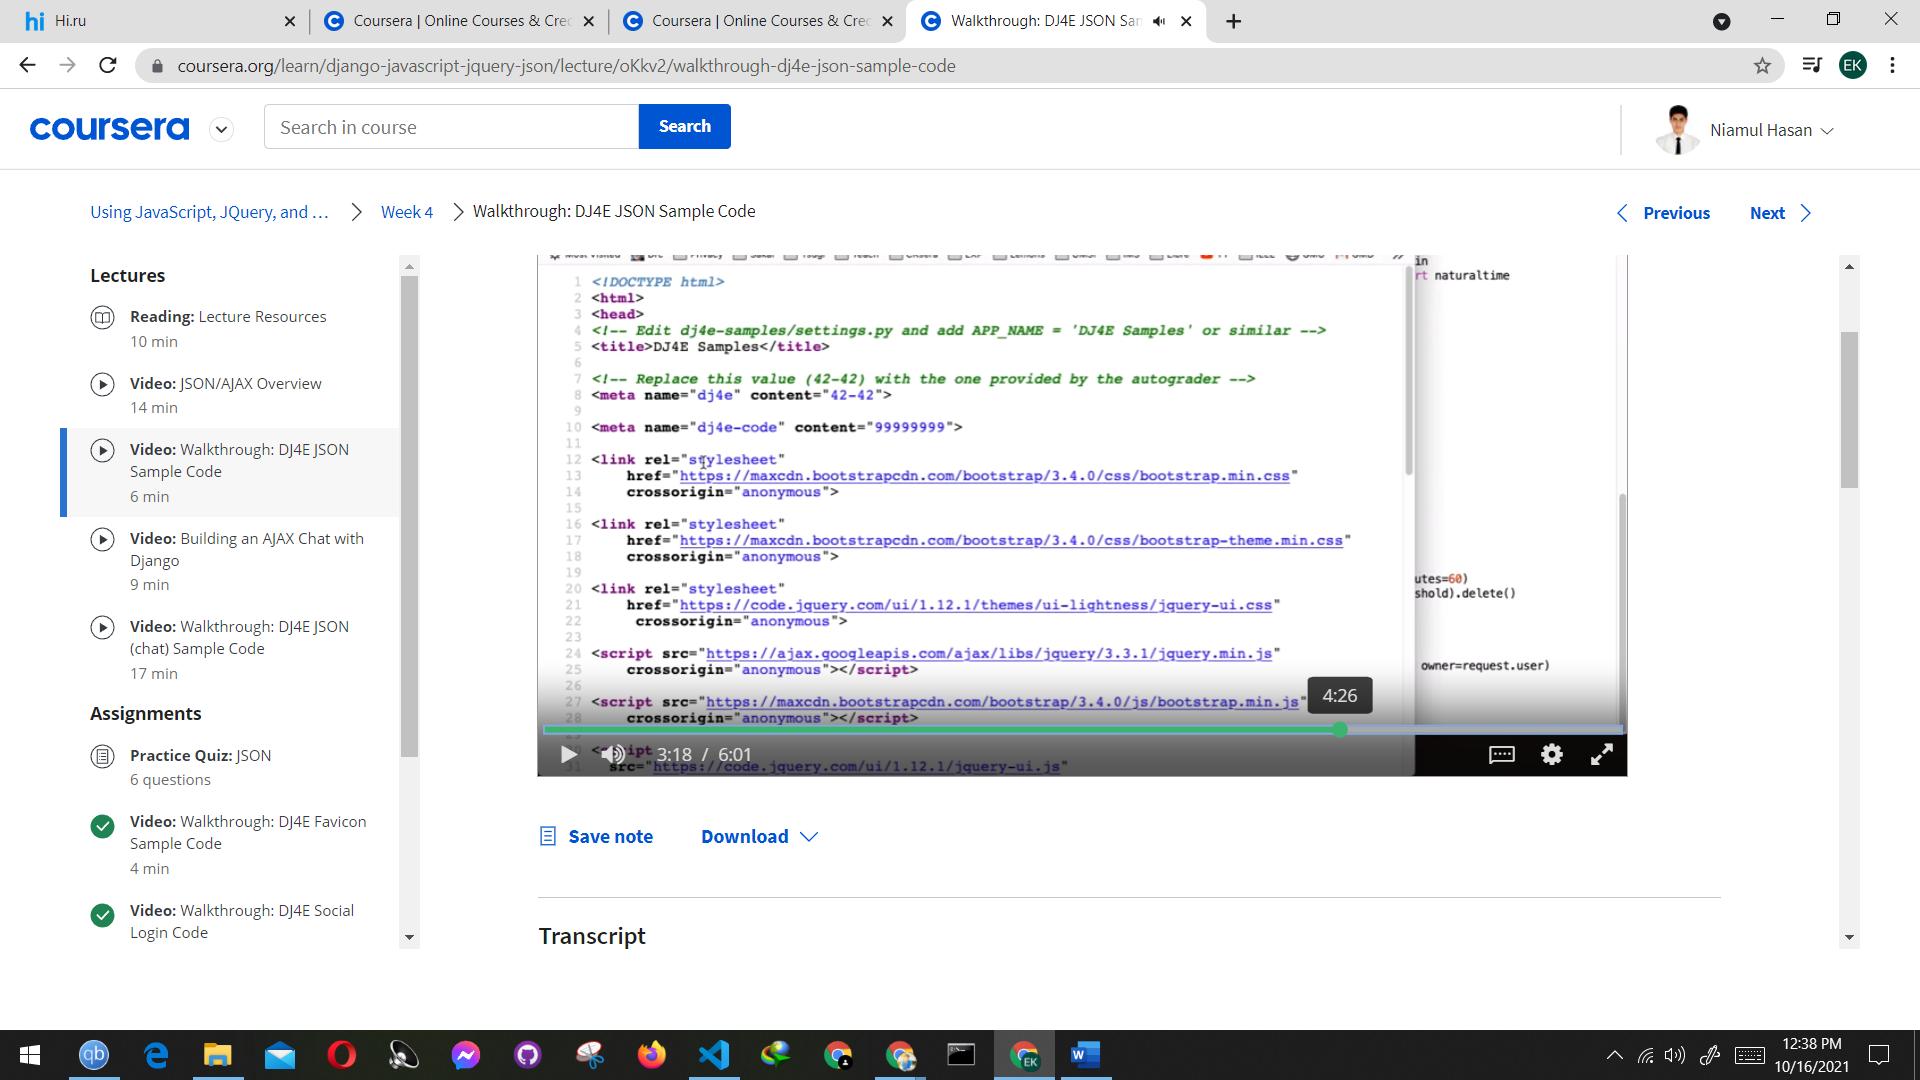 hi Hi.ru
Coursera | Online Courses & Cre
Coursera | Online Courses & Cre
Walkthrough: DJ4E JSON Sar
coursera.org/learn/django-javascript-jquery-json/lecture/oKkv2/walkthrough-dj4e-json-sample-code
EK
coursera
Search in course
Search
Niamul Hasan
Using JavaScript, JQuery, and ...
Week 4
Walkthrough: DJ4E JSON Sample Code
Previous
Next
Lectures
Reading: Lecture Resources
10 min
Video: JSON/AJAX Overview
14 min
Video: Walkthrough: DJ4E JSON
Sample Code
6 min
Video: Building an AJAX Chat with
Django
9 min
Video: Walkthrough: DJ4E JSON
(chat) Sample Code
17 min
Assignments
Practice Quiz: JSON
6 questions
Video: Walkthrough: DJ4E Favicon
Sample Code
4 min
Video: Walkthrough: DJ4E Social
Login Code
1 <!DOCTYPE html>
2 <html>
3 <head>
4 <!-- Edit dj4e-samples/settings.py and add APP_NAME = 'DJ4E Samples' or similar -->
5 <title>DJ4E Samples</title>
6
7 <!-- Replace this value (42-42) with the one provided by the autograder -->
8 <meta name="dj4e" content="42-42">
9
10 <meta name="dj4e-code" content="99999999">
11
12 <link rel="stylesheet"
13 href="https://maxcdn.bootstrapcdn.com/bootstrap/3.4.0/css/bootstrap.min.css"
14 crossorigin="anonymous">
15
16 <link rel="stylesheet"
17 href="https://maxcdn.bootstrapcdn.com/bootstrap/3.4.0/css/bootstrap-theme.min.css"
18 crossorigin="anonymous">
19
20 <link rel="stylesheet"
21 href="https://code.jquery.com/ui/1.12.1/themes/ui-lightness/jquery-ui.css"
22 crossorigin="anonymous">
23
24 <script src="https://ajax.googleapis.com/ajax/libs/jquery/3.3.1/jquery.min.js"
25 crossorigin="anonymous"></script>
26
27 <script src="https://maxcdn.bootstrapcdn.com/bootstrap/3.4.0/js/bootstrap.min.js"
28 crossorigin="anonymous"></script>
31 src="https://code.jquery.com/ui/1.12.1/jquery-ui.js"
in
rt naturaltime
utes=60)
shold).delete()
owner=request.user)
4:26
3:18 / 6:01
Save note
Download
Transcript
qb
EK
W
12:38 PM
10/16/2021